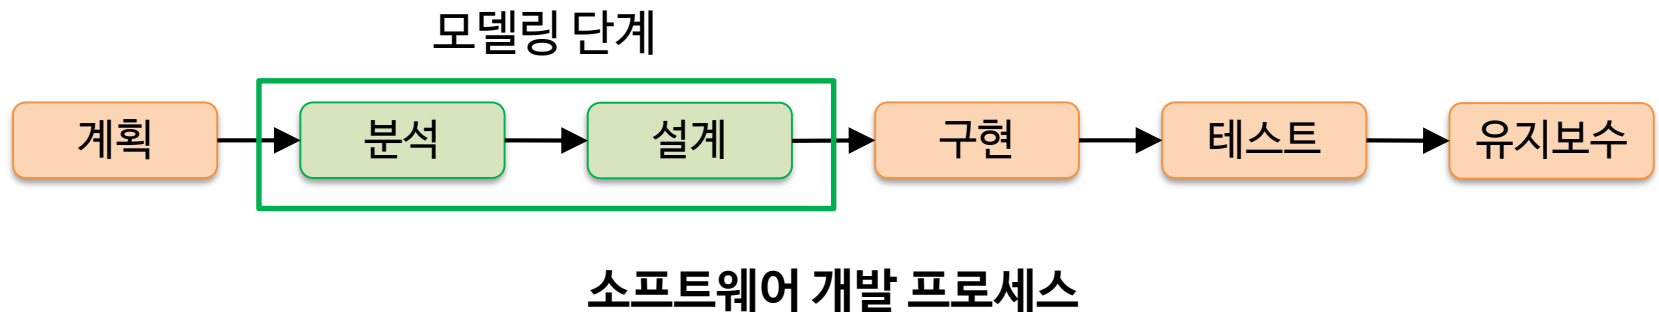 모델링 단계
계획
분석
설계
구현
테스트
유지보수
소프트웨어 개발 프로세스